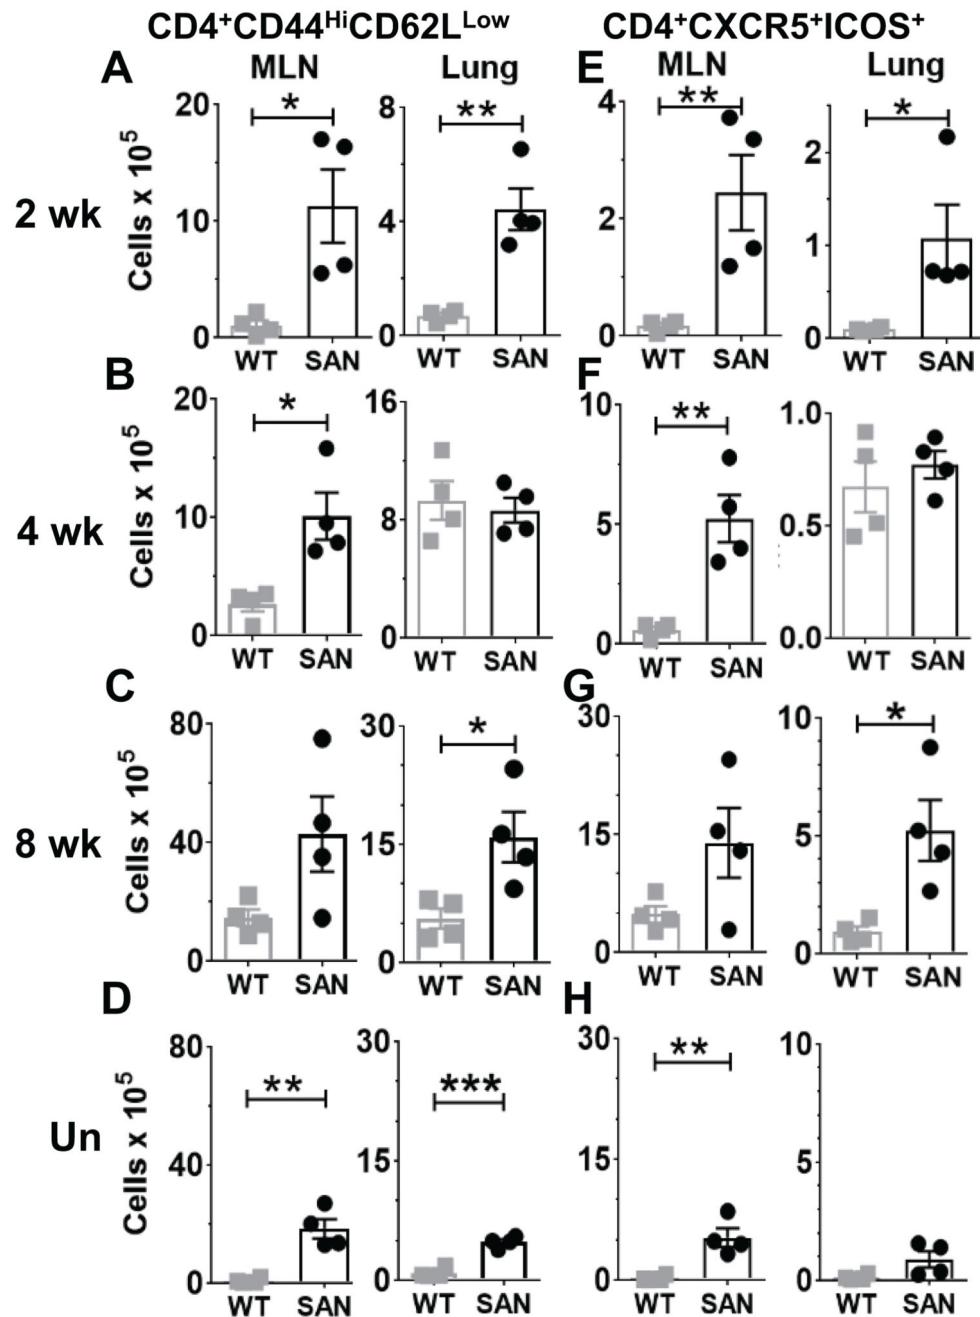 CD4⁺CD44ᴴⁱCD62Lᴸᵒʷ CD4⁺CXCR5⁺ICOS⁺
A MLN Lung E MLN Lung
2 wk
Cells x 10⁵
20 10 0 * WT SAN
8 4 0 ** WT SAN
4 2 0 ** WT SAN
2 1 0 * WT SAN
B F
4 wk
Cells x 10⁵
20 10 0 * WT SAN
16 8 0 WT SAN
10 5 0 ** WT SAN
1.0 0.5 0.0 WT SAN
C G
8 wk
Cells x 10⁵
80 40 0 WT SAN
30 15 0 * WT SAN
30 15 0 WT SAN
10 5 0 * WT SAN
D H
Un
Cells x 10⁵
80 40 0 ** WT SAN
30 15 0 *** WT SAN
30 15 0 ** WT SAN
10 5 0 WT SAN